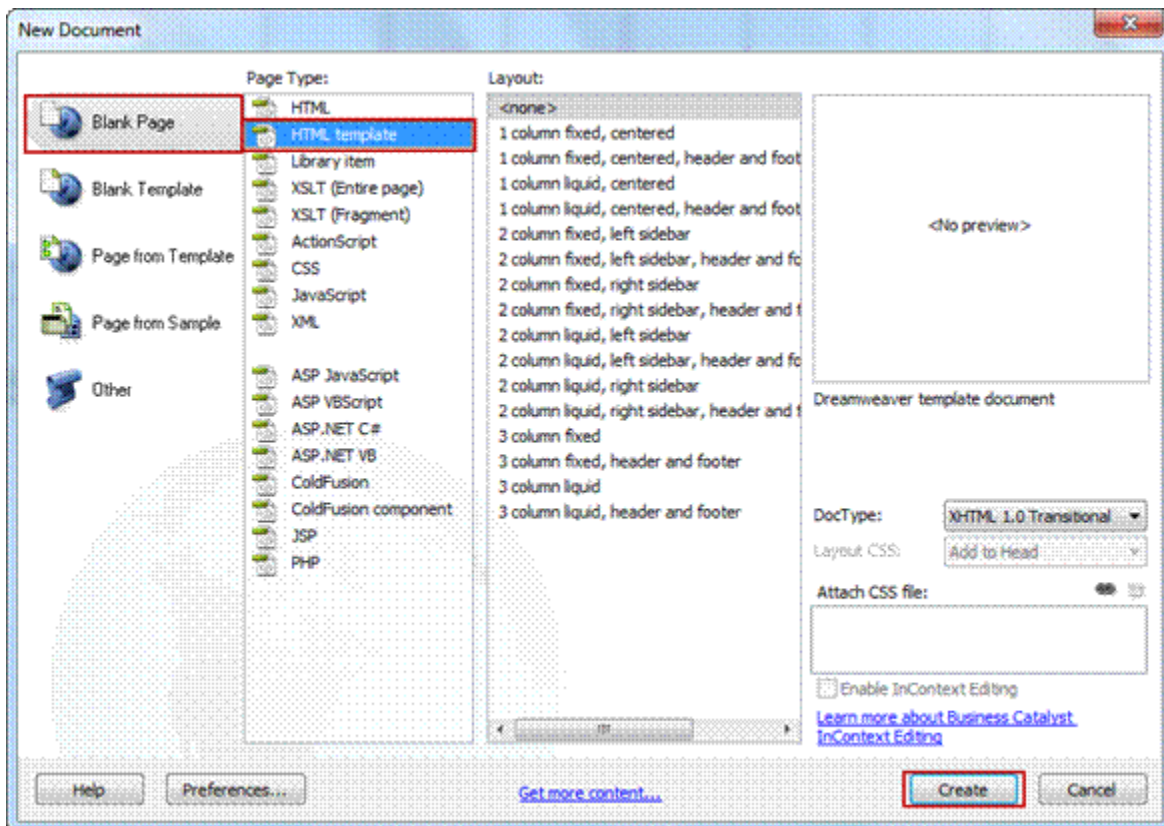 New Document
Blank Page
Blank Template
Page from Template
Page from Sample
Other
Page Type:
HTML
HTML template
Library item
XSLT (Entire page)
XSLT (Fragment)
ActionScript
CSS
JavaScript
XML
ASP JavaScript
ASP VBScript
ASP.NET C#
ASP.NET VB
ColdFusion
ColdFusion component
JSP
PHP
Layout:
<none>
1 column fixed, centered
1 column fixed, centered, header and foot
1 column liquid, centered
1 column liquid, centered, header and foot
2 column fixed, left sidebar
2 column fixed, left sidebar, header and fo
2 column fixed, right sidebar
2 column fixed, right sidebar, header and f
2 column liquid, left sidebar
2 column liquid, left sidebar, header and fo
2 column liquid, right sidebar
2 column liquid, right sidebar, header and f
3 column fixed
3 column fixed, header and footer
3 column liquid
3 column liquid, header and footer
<No preview>
Dreamweaver template document
DocType: XHTML 1.0 Transitional
Layout CSS: Add to Head
Attach CSS file:
Enable InContext Editing
Learn more about Business Catalyst
InContext Editing
Help Preferences... Get more content... Create Cancel